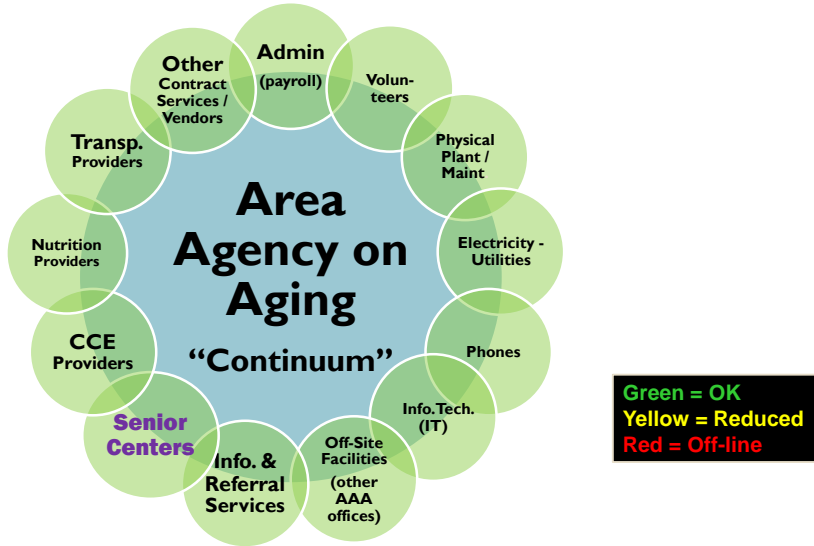 Area
Agency on
Aging
“Continuum”
Admin
(payroll)
Volun-
teers
Physical
Plant /
Maint
Electricity -
Utilities
Phones
Info.Tech.
(IT)
Off-Site
Facilities
(other
AAA
offices)
Info. &
Referral
Services
Senior
Centers
CCE
Providers
Nutrition
Providers
Transp.
Providers
Other
Contract
Services /
Vendors
Green = OK
Yellow = Reduced
Red = Off-line